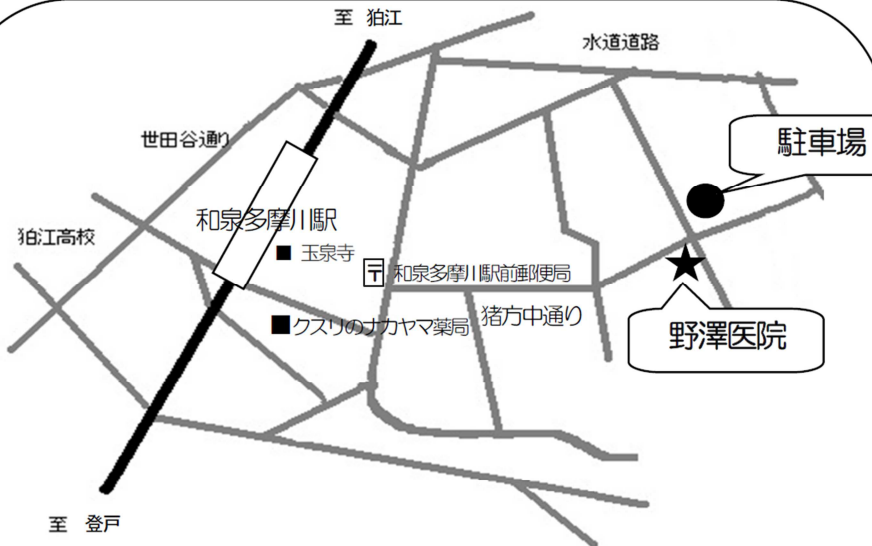 至 狛江
水道道路
世田谷通り
駐車場
和泉多摩川駅
狛江高校
玉泉寺
〒 和泉多摩川駅前郵便局
クスリのナカヤマ薬局
猪方中通り
野澤医院
至 登戸